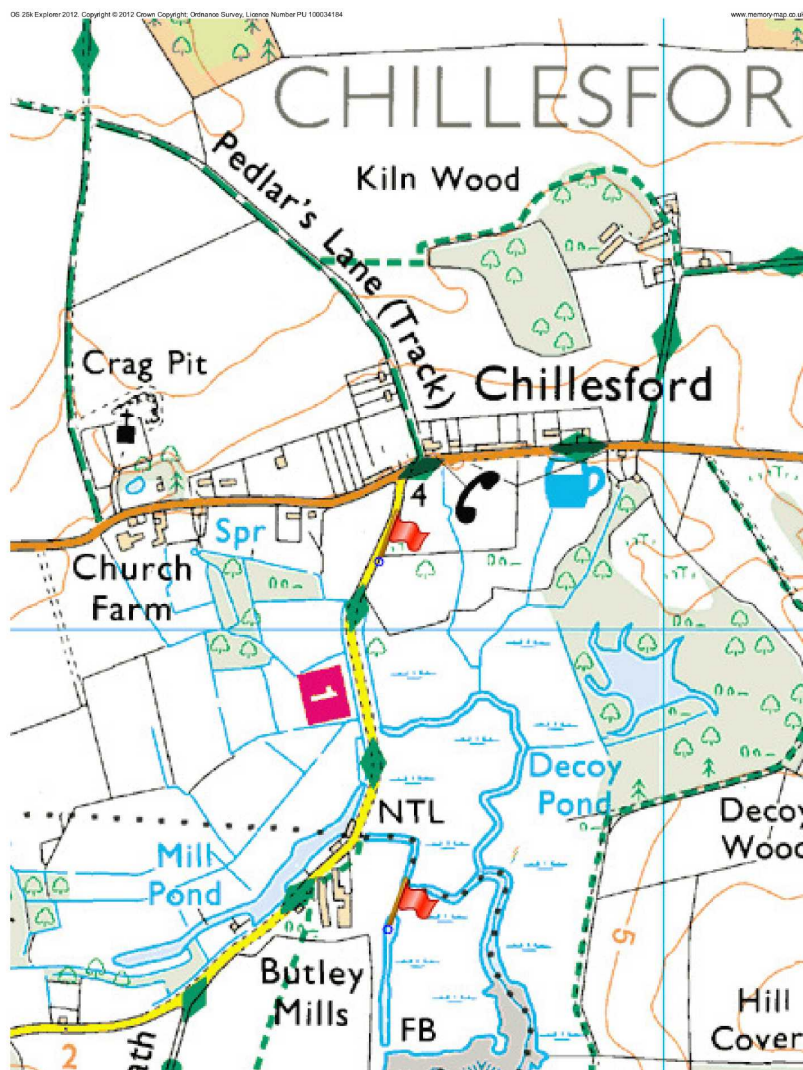 OS 25k Explorer 2012. Copyright © 2012 Crown Copyright; Ordnance Survey, Licence Number PU 100034184
www.memory-map.co.uk
CHILLESFOR
Pedlar's Lane (Track)
Kiln Wood
Crag Pit
Chillesford
4
Spr
Church
Farm
1
Decoy
Pond
NTL
Decoy
Wood
Mill
Pond
5
Butley
Mills
FB
Hill
Cover
2
ath